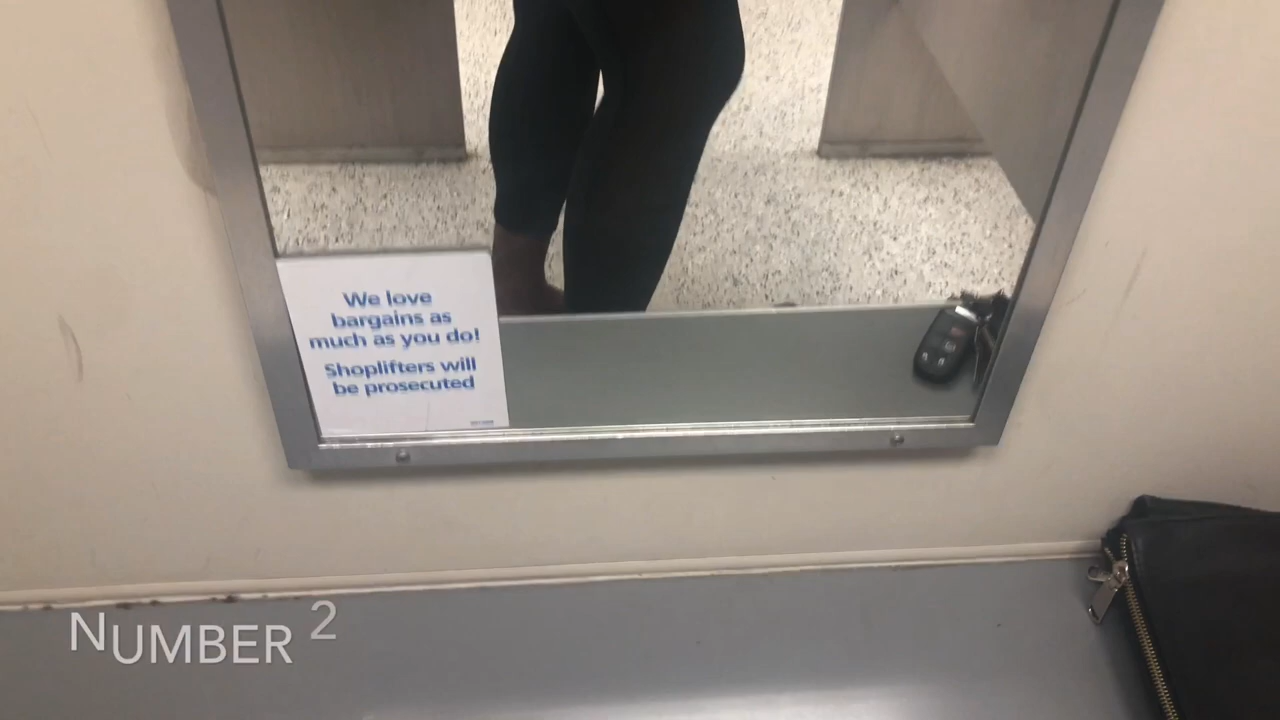 We love
bargains as
much as you do!
Shoplifters will
be prosecuted
NUMBER 2